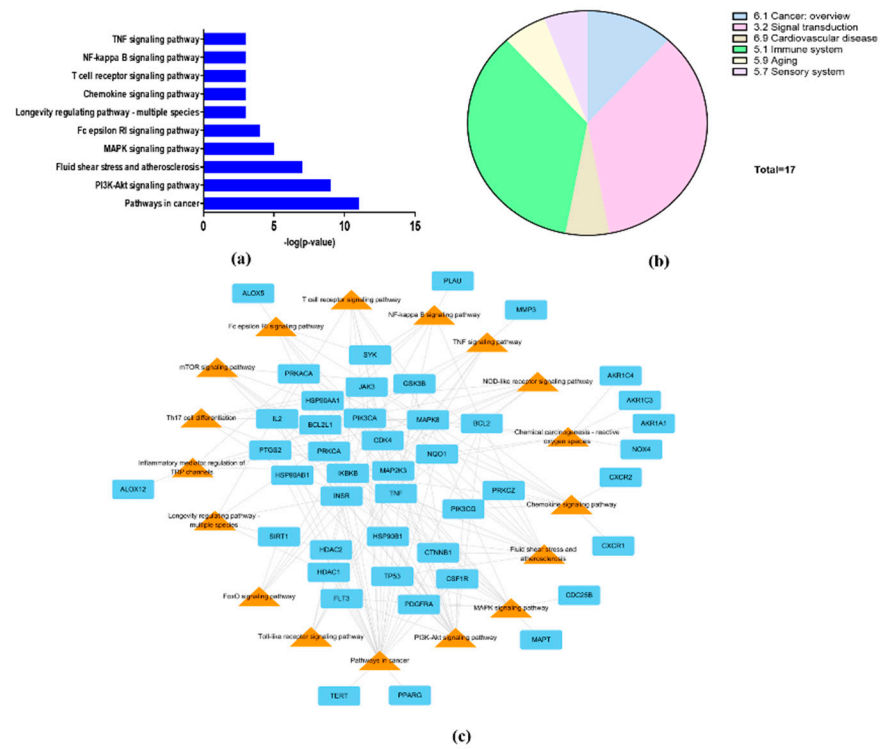 TNF signaling pathway
NF-kappa B signaling pathway
T cell receptor signaling pathway
Chemokine signaling pathway
Longevity regulating pathway - multiple species
Fc epsilon RI signaling pathway
MAPK signaling pathway
Fluid shear stress and atherosclerosis
PI3K-Akt signaling pathway
Pathways in cancer
0 5 10 15
-log(p-value)
(a)
6.1 Cancer: overview
3.2 Signal transduction
6.9 Cardiovascular disease
5.1 Immune system
5.9 Aging
5.7 Sensory system
Total=17
(b)
PLAU
ALOX5
T cell receptor signaling pathway
MMP3
NF-kappa B signaling pathway
Fc epsilon RI signaling pathway
TNF signaling pathway
SYK
mTOR signaling pathway
PRKACA
AKR1C4
JAK3
GSK3B
NOD-like receptor signaling pathway
HSP90AA1
AKR1C3
Th17 cell differentiation
IL2
BCL2L1
PIK3CA
MAPK8
BCL2
AKR1A1
Chemical carcinogenesis - reactive
oxygen species
CDK4
PTGS2
PRKCA
NQO1
NOX4
Inflammatory mediator regulation of
TRP channels
HSP90AB1
IKBKB
MAP2K3
CXCR2
ALOX12
INSR
TNF
PRKCZ
PIK3CG
Chemokine signaling pathway
Longevity regulating pathway -
multiple species
SIRT1
HSP90B1
CXCR1
HDAC2
CTNNB1
Fluid shear stress and
atherosclerosis
HDAC1
TP53
CSF1R
FoxO signaling pathway
FLT3
PDGFRA
MAPK signaling pathway
CDC25B
Toll-like receptor signaling pathway
PI3K-Akt signaling pathway
MAPT
Pathways in cancer
TERT
PPARG
(c)